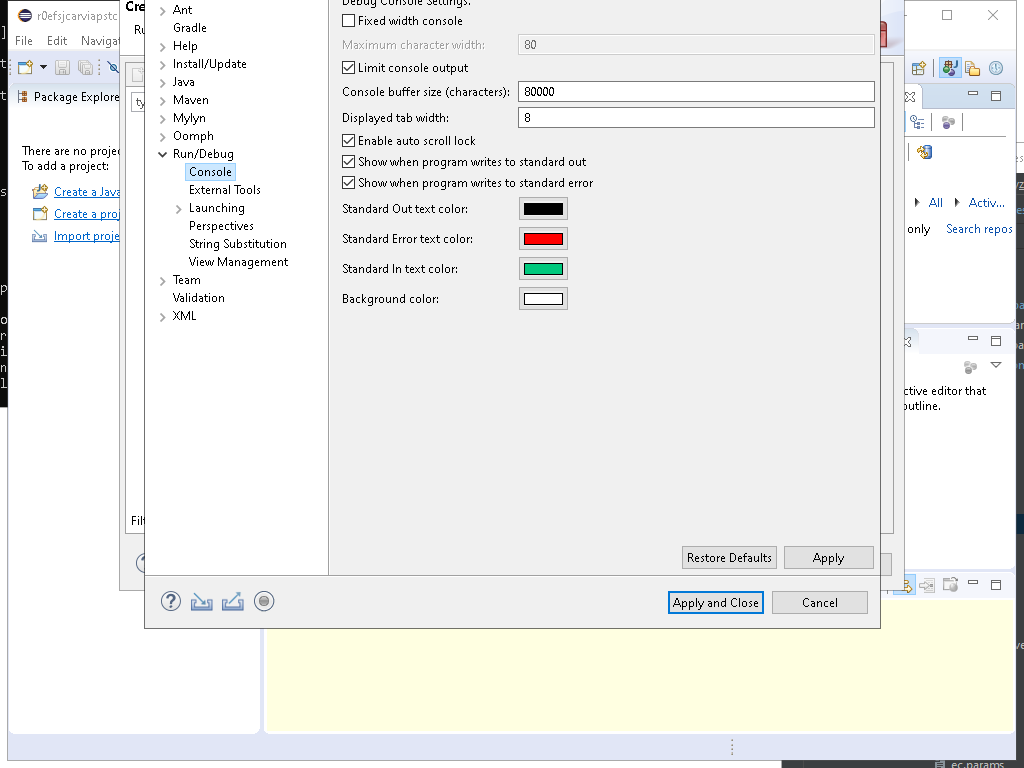 r0efsjcarviapstc
File Edit Naviga
Package Explore
There are no proje
To add a project:
Create a Java
Create a proj
Import proje
Cre
Ru
ty
Filt
Ant
Gradle
Help
Install/Update
Java
Maven
Mylyn
Oomph
Run/Debug
Console
External Tools
Launching
Perspectives
String Substitution
View Management
Team
Validation
XML
Debug Console Settings.
Fixed width console
Maximum character width: 80
Limit console output
Console buffer size (characters): 80000
Displayed tab width: 8
Enable auto scroll lock
Show when program writes to standard out
Show when program writes to standard error
Standard Out text color:
Standard Error text color:
Standard In text color:
Background color:
Restore Defaults Apply
Apply and Close Cancel
All Activ...
only Search repos
ctive editor that
outline.
ec.params